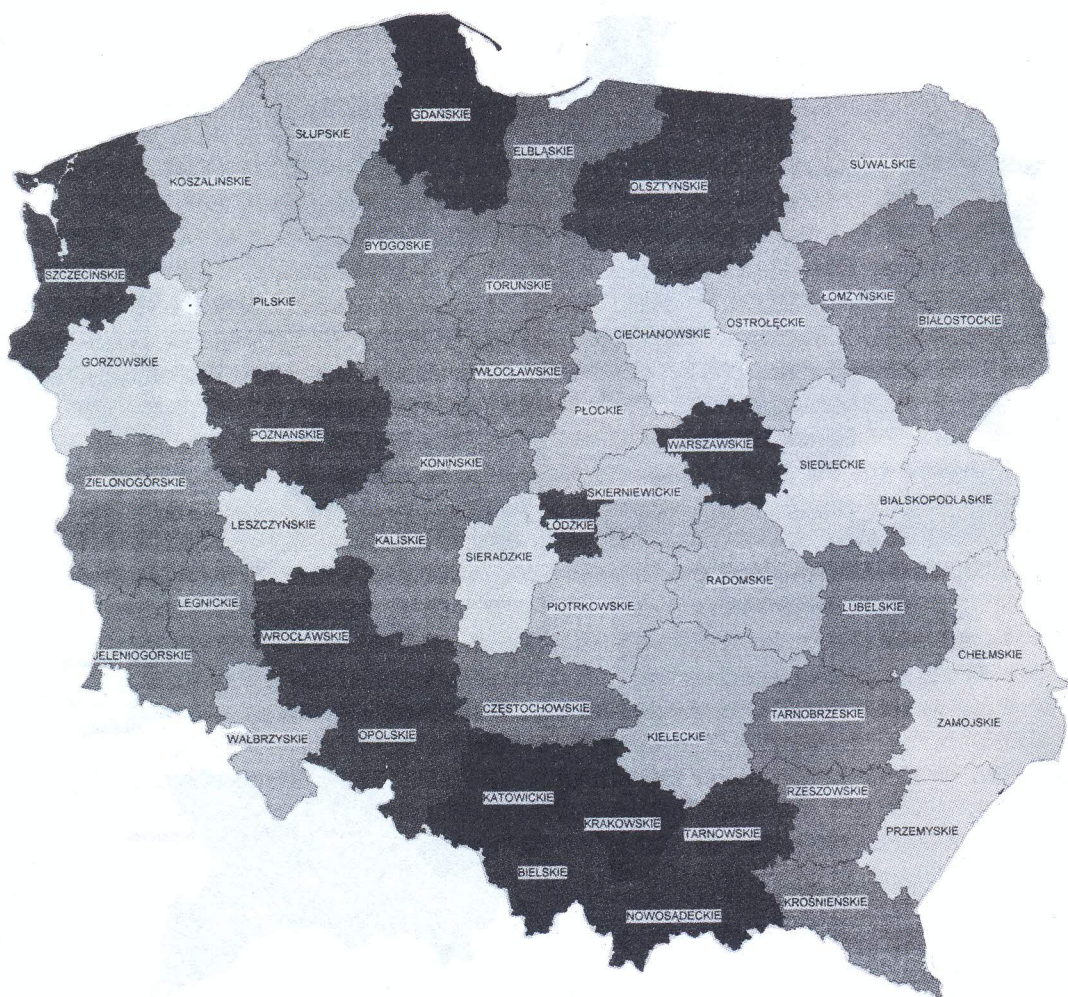 GDAŃSKIE
SŁUPSKIE
ELBLĄSKIE
SUWALSKIE
KOSZALIŃSKIE
OLSZTYŃSKIE
BYDGOSKIE
SZCZECIŃSKIE
TORUŃSKIE
PILSKIE
ŁOMŻYŃSKIE
BIAŁOSTOCKIE
OSTROŁĘCKIE
CIECHANOWSKIE
GORZOWSKIE
WŁOCŁAWSKIE
PŁOCKIE
POZNAŃSKIE
WARSZAWSKIE
KONIŃSKIE
SIEDLECKIE
ZIELONOGÓRSKIE
SKIERNIEWICKIE
BIALSKOPODLASKIE
LESZCZYŃSKIE
ŁÓDZKIE
KALISKIE
SIERADZKIE
RADOMSKIE
LEGNICKIE
PIOTRKOWSKIE
LUBELSKIE
WROCŁAWSKIE
JELENIOGÓRSKIE
CHEŁMSKIE
CZĘSTOCHOWSKIE
TARNOBRZESKIE
ZAMOJSKIE
WAŁBRZYSKIE
OPOLSKIE
KIELECKIE
RZESZOWSKIE
KATOWICKIE
KRAKOWSKIE
TARNOWSKIE
PRZEMYSKIE
BIELSKIE
KROŚNIEŃSKIE
NOWOSĄDECKIE